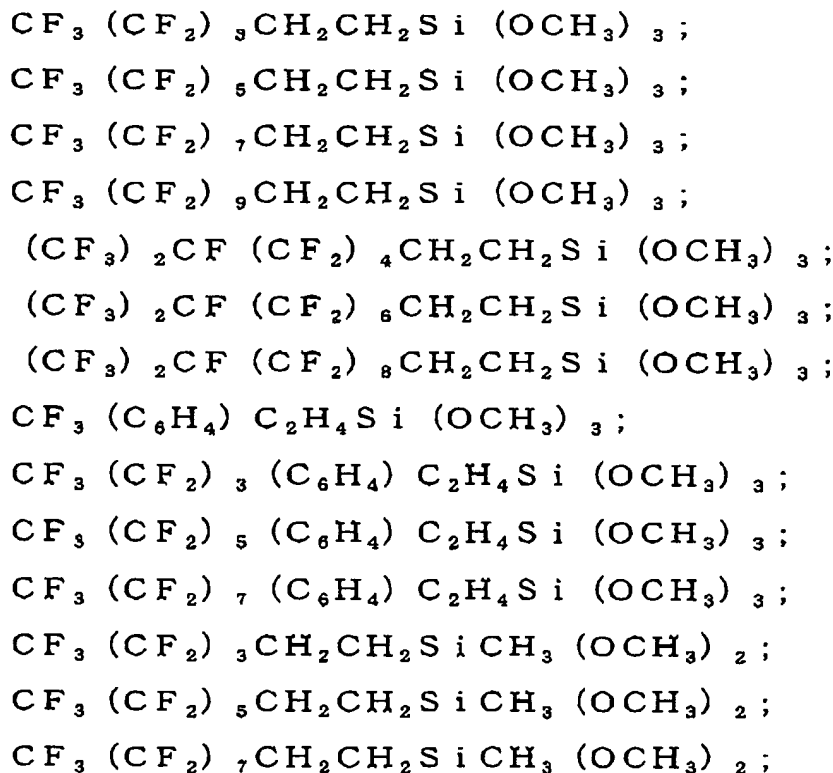 CF₃(CF₂)₃CH₂CH₂Si(OCH₃)₃;
CF₃(CF₂)₅CH₂CH₂Si(OCH₃)₃;
CF₃(CF₂)₇CH₂CH₂Si(OCH₃)₃;
CF₃(CF₂)₉CH₂CH₂Si(OCH₃)₃;
(CF₃)₂CF(CF₂)₄CH₂CH₂Si(OCH₃)₃;
(CF₃)₂CF(CF₂)₆CH₂CH₂Si(OCH₃)₃;
(CF₃)₂CF(CF₂)₈CH₂CH₂Si(OCH₃)₃;
CF₃(C₆H₄)C₂H₄Si(OCH₃)₃;
CF₃(CF₂)₃(C₆H₄)C₂H₄Si(OCH₃)₃;
CF₃(CF₂)₅(C₆H₄)C₂H₄Si(OCH₃)₃;
CF₃(CF₂)₇(C₆H₄)C₂H₄Si(OCH₃)₃;
CF₃(CF₂)₃CH₂CH₂SiCH₃(OCH₃)₂;
CF₃(CF₂)₅CH₂CH₂SiCH₃(OCH₃)₂;
CF₃(CF₂)₇CH₂CH₂SiCH₃(OCH₃)₂;